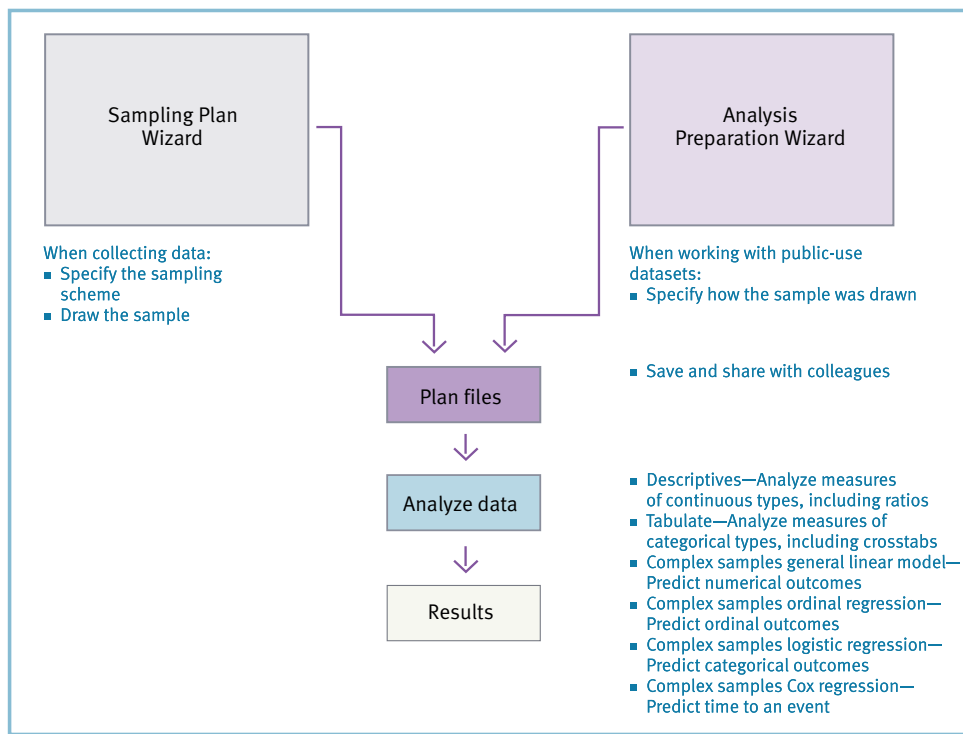 Sampling Plan
Wizard
Analysis
Preparation Wizard
When collecting data:
▪ Specify the sampling
scheme
▪ Draw the sample
When working with public-use
datasets:
▪ Specify how the sample was drawn
Plan files
▪ Save and share with colleagues
Analyze data
▪ Descriptives—Analyze measures
of continuous types, including ratios
▪ Tabulate—Analyze measures of
categorical types, including crosstabs
▪ Complex samples general linear model—
Predict numerical outcomes
▪ Complex samples ordinal regression—
Predict ordinal outcomes
▪ Complex samples logistic regression—
Predict categorical outcomes
▪ Complex samples Cox regression—
Predict time to an event
Results